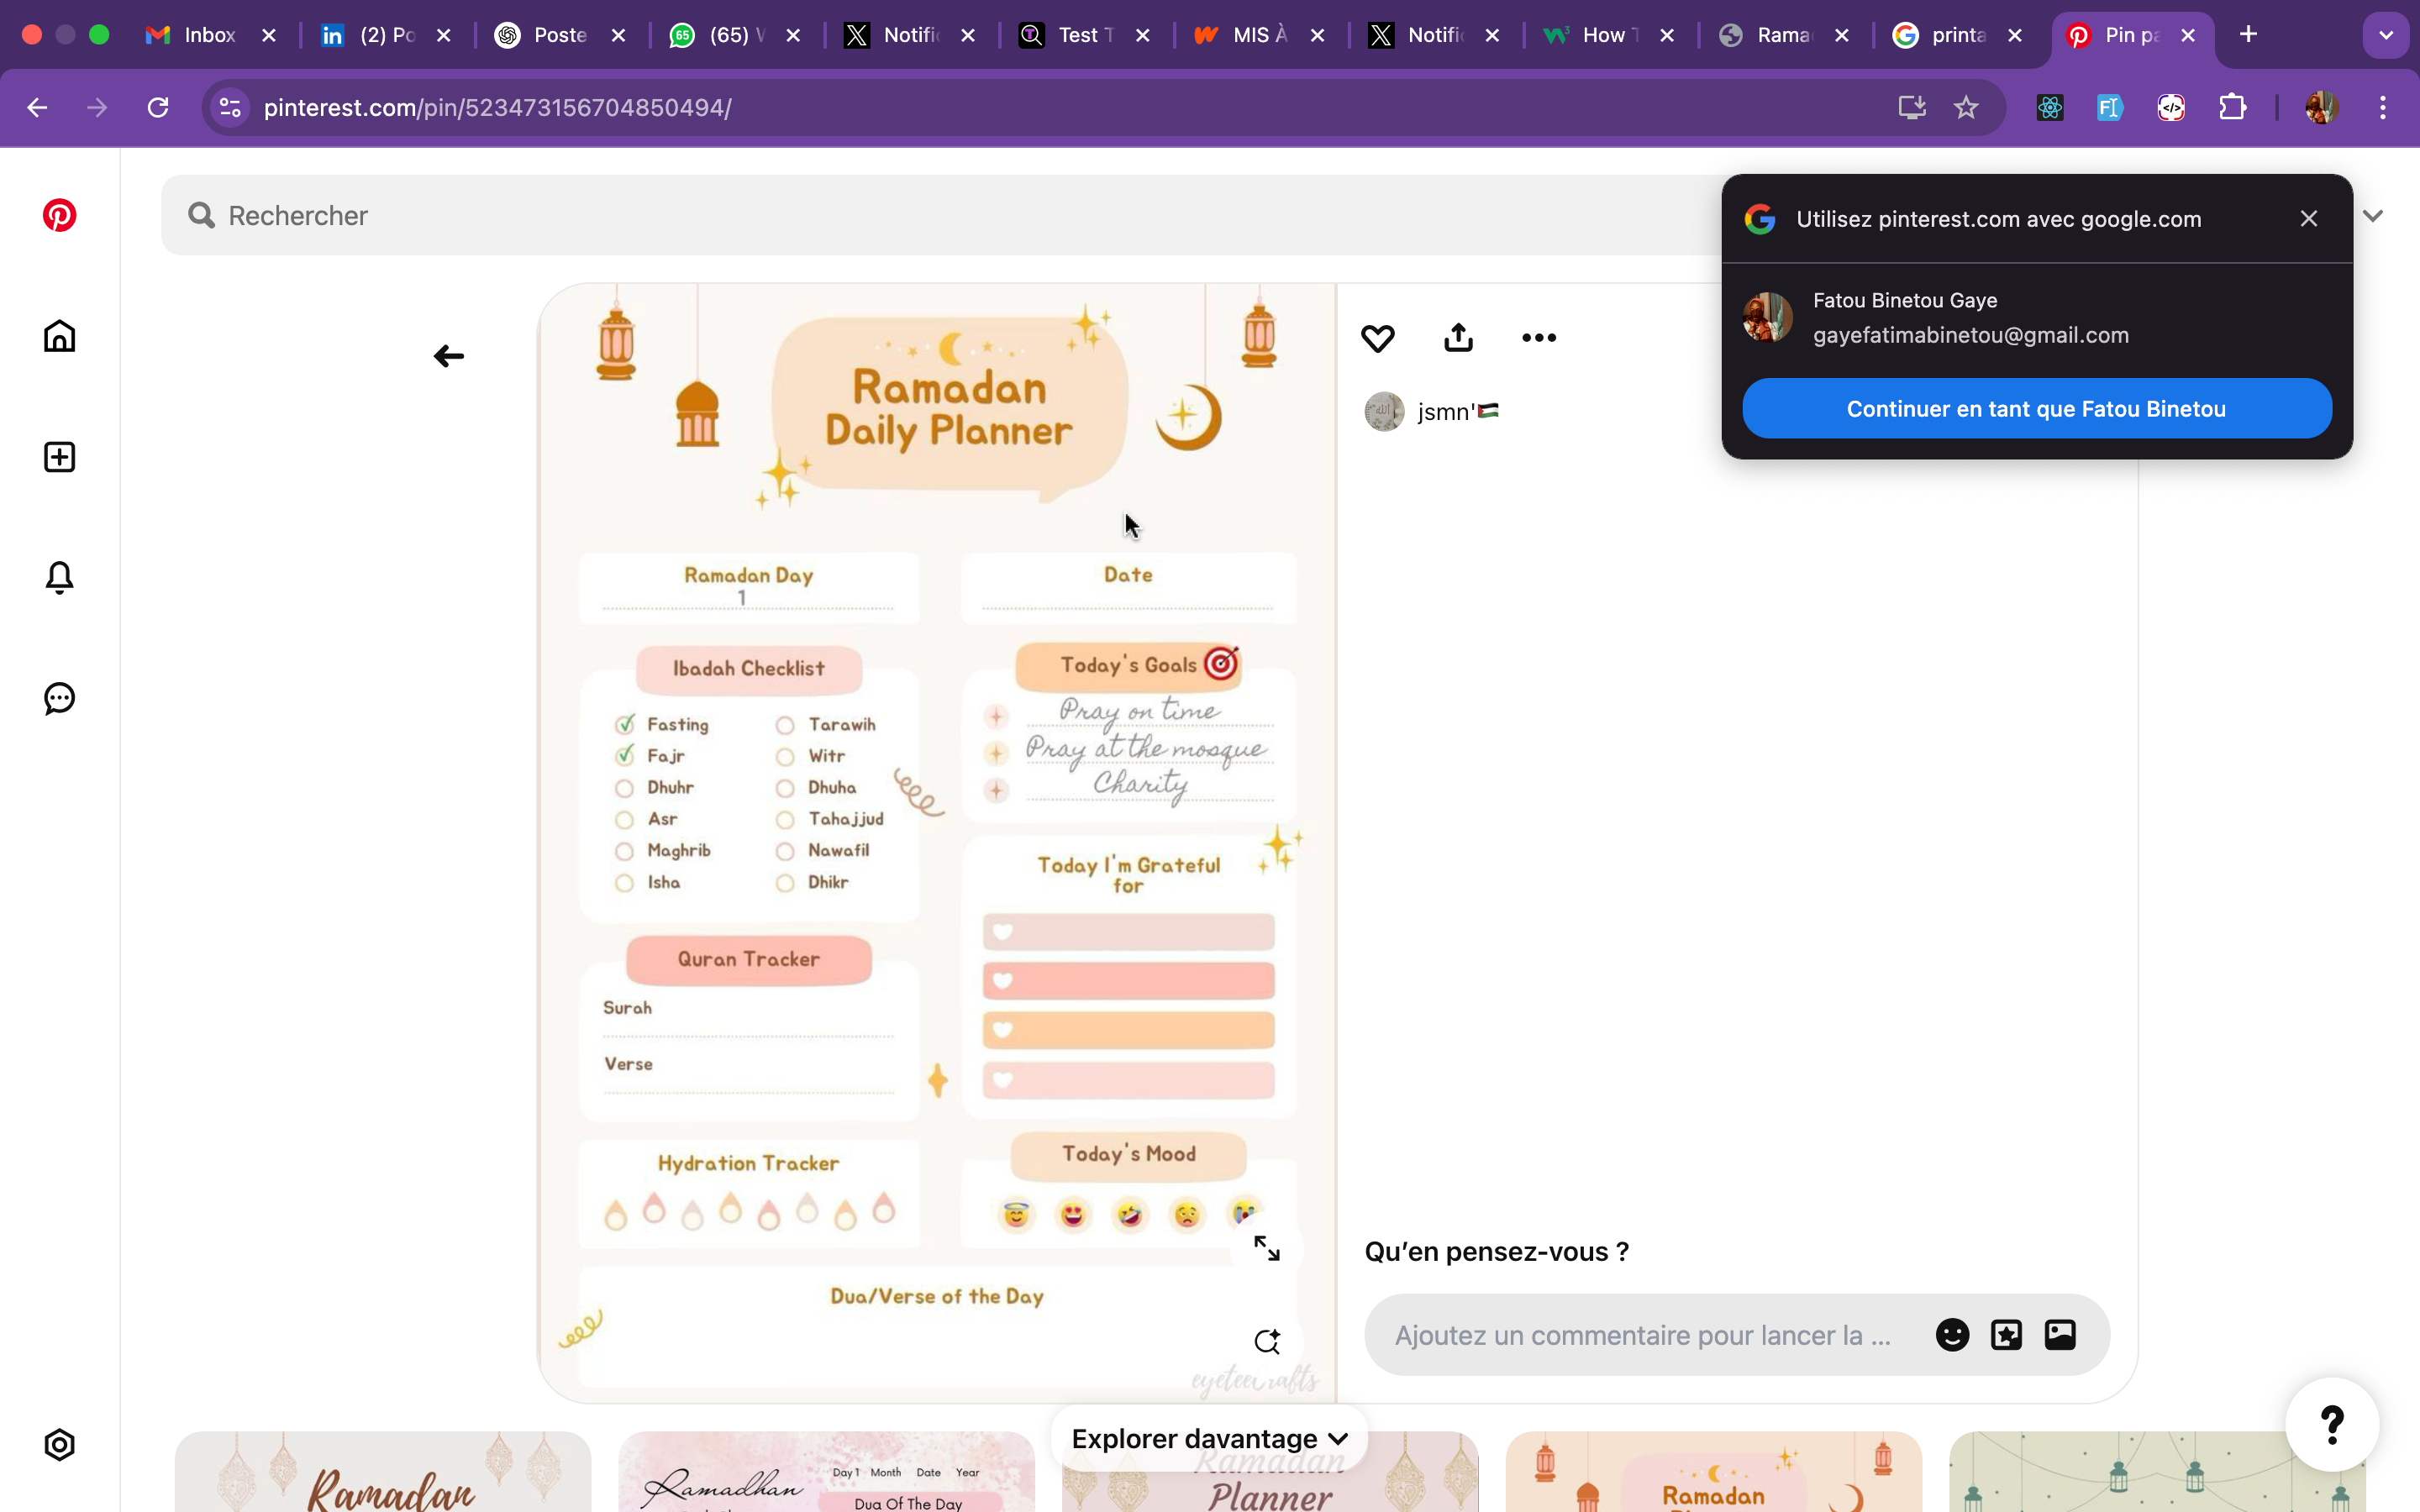 Inbox
(2) Po
Poste
(65) W
Notific
Test T
MIS À
Notific
How T
Rama
printa
Pin pa
pinterest.com/pin/523473156704850494/
Rechercher
Utilisez pinterest.com avec google.com
Fatou Binetou Gaye
gayefatimabinetou@gmail.com
Continuer en tant que Fatou Binetou
jsmn'🇵🇸
Ramadan
Daily Planner
Ramadan Day
1
Date
Ibadah Checklist
Fasting
Fajr
Dhuhr
Asr
Maghrib
Isha
Tarawih
Witr
Dhuha
Tahajjud
Nawafil
Dhikr
Today's Goals
Pray on time
Pray at the mosque
Charity
Today I'm Grateful
for
Quran Tracker
Surah
Verse
Hydration Tracker
Today's Mood
Dua/Verse of the Day
Qu'en pensez-vous ?
Ajoutez un commentaire pour lancer la ...
Explorer davantage
?
Ramadan
Ramadhan
Day 1 Month Date Year
Dua Of The Day
Ramadan
Planner
Ramadan